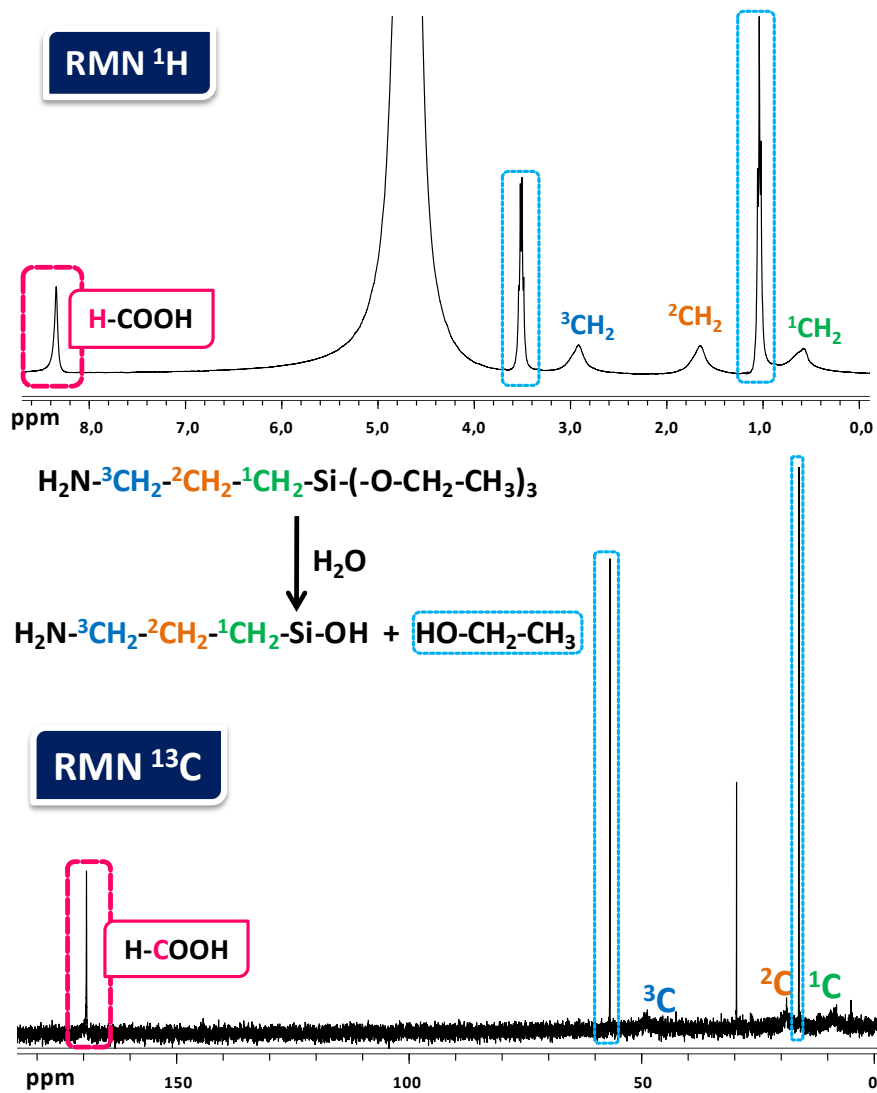 RMN ¹H
H-COOH
³CH₂
²CH₂
¹CH₂
ppm 8,0 7,0 6,0 5,0 4,0 3,0 2,0 1,0 0,0
H₂N-³CH₂-²CH₂-¹CH₂-Si-(-O-CH₂-CH₃)₃
H₂O
H₂N-³CH₂-²CH₂-¹CH₂-Si-OH + HO-CH₂-CH₃
RMN ¹³C
H-COOH
³C
²C
¹C
ppm 150 100 50 0